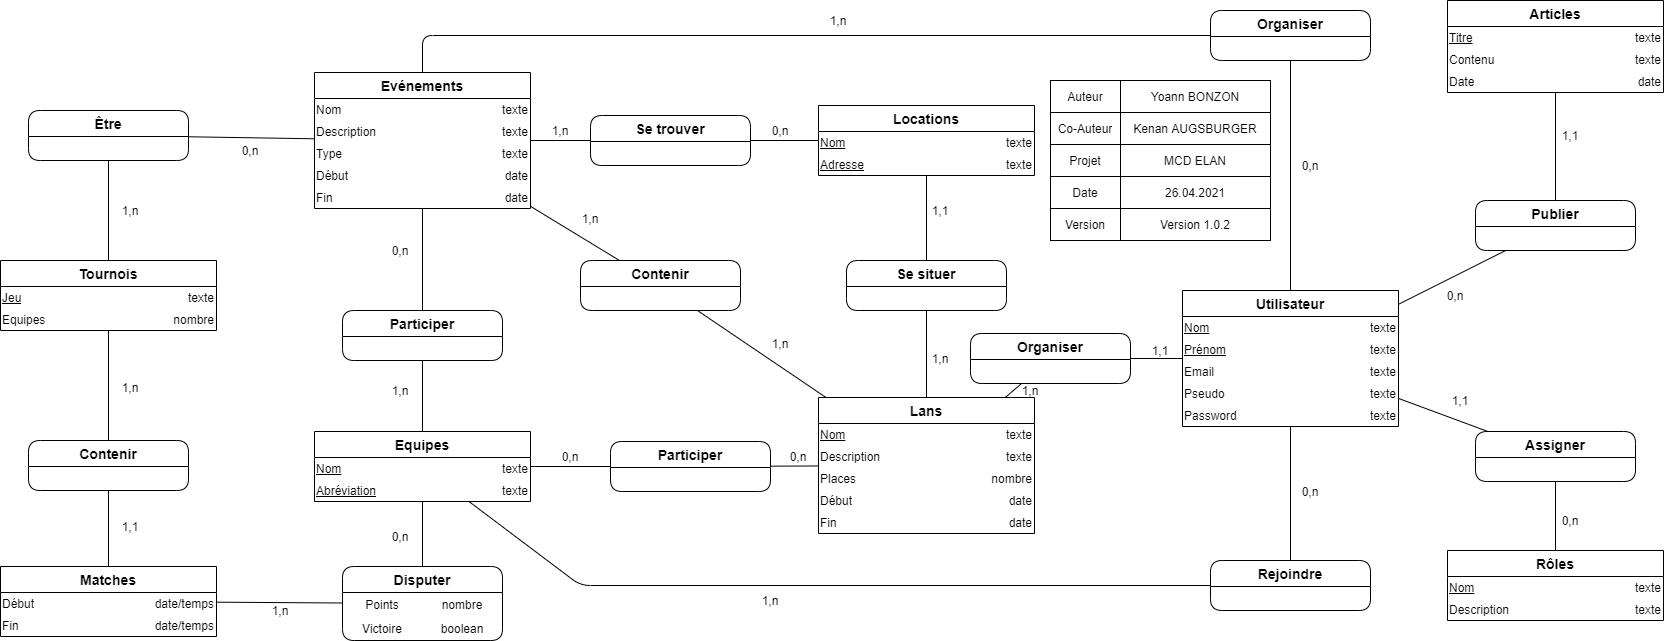 1,n
Organiser
Articles
Titre texte
Contenu texte
Date date
Evénements
Nom texte
Description texte
Type texte
Début date
Fin date
Être
0,n
1,n
Se trouver
0,n
Locations
Nom texte
Adresse texte
Auteur Yoann BONZON
Co-Auteur Kenan AUGSBURGER
Projet MCD ELAN
Date 26.04.2021
Version Version 1.0.2
0,n
1,1
1,n
0,n
1,n
1,1
Publier
0,n
Tournois
Jeu texte
Equipes nombre
Contenir
Se situer
Utilisateur
Nom texte
Prénom texte
Email texte
Pseudo texte
Password texte
Participer
1,n
1,n
Organiser
1,1
1,n
1,n
1,n
1,1
Lans
Nom texte
Description texte
Places nombre
Début date
Fin date
Contenir
Equipes
Nom texte
Abréviation texte
0,n
Participer
0,n
Assigner
0,n
0,n
1,1
0,n
Matches
Début date/temps
Fin date/temps
1,n
Disputer
Points nombre
Victoire boolean
1,n
Rejoindre
Rôles
Nom texte
Description texte